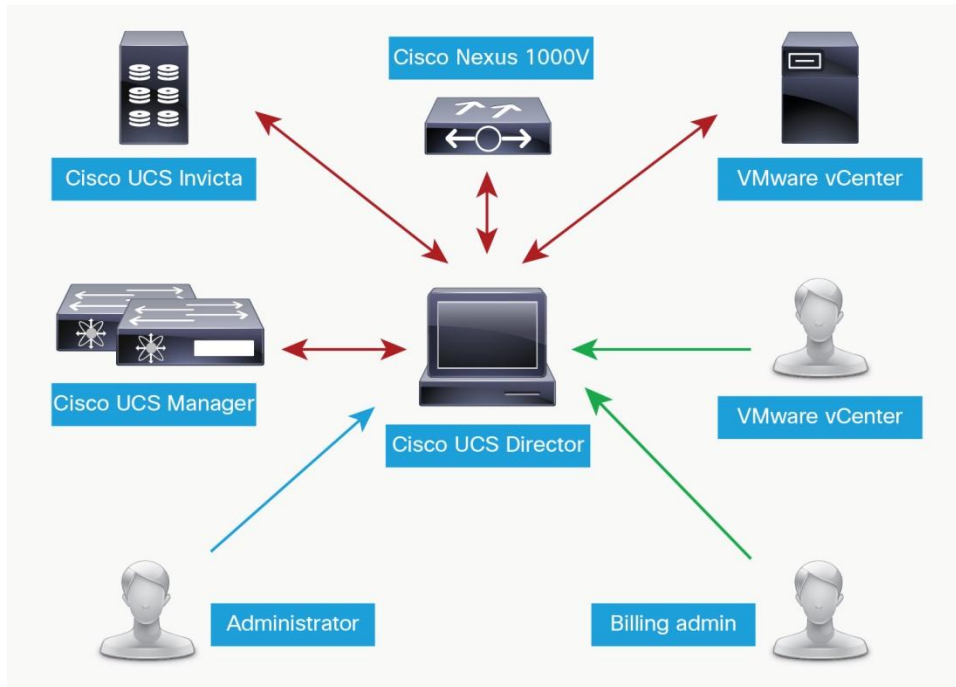 Cisco Nexus 1000V
Cisco UCS Invicta
VMware vCenter
Cisco UCS Manager
Cisco UCS Director
VMware vCenter
Administrator
Billing admin